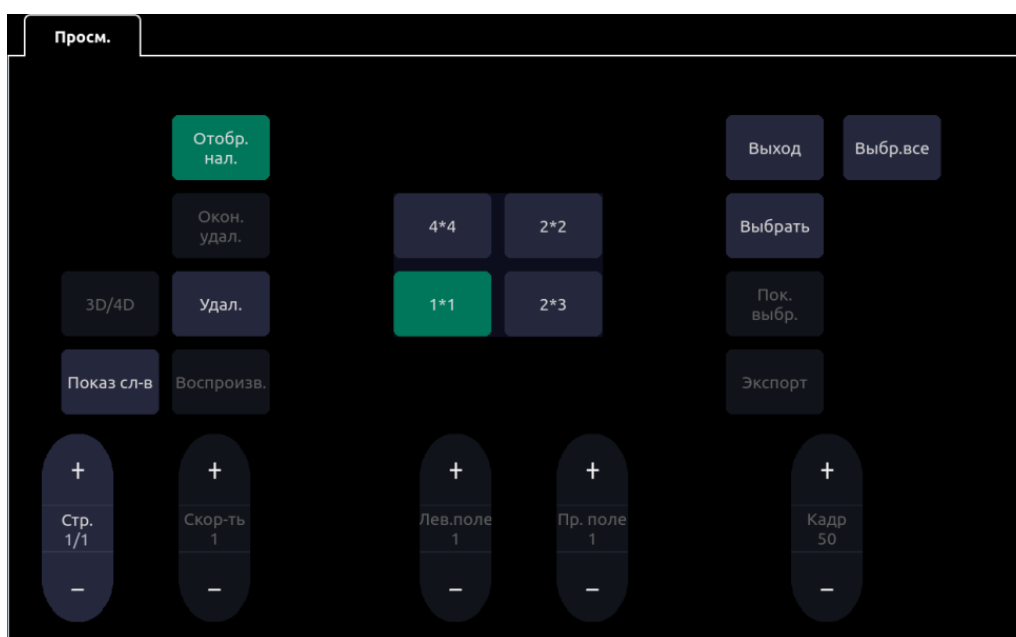 Просм.
Отобр.
нал.
Выход
Выбр.все
Окон.
удал.
4*4
2*2
Выбрать
3D/4D
Удал.
1*1
2*3
Пок.
выбр.
Показ сл-в
Воспроизв.
Экспорт
+
+
+
+
+
Стр.
1/1
Скор-ть
1
Лев.поле
1
Пр. поле
1
Кадр
50
−
−
−
−
−